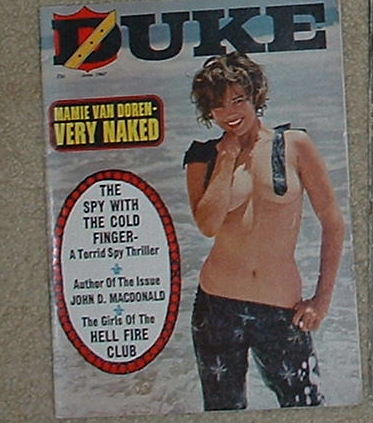 DUKE
MAMIE VAN DOREN-
VERY NAKED
THE
SPY WITH
THE COLD
FINGER-
A Torrid Spy Thriller
Author Of The Issue
JOHN D. MACDONALD
The Girls Of The
HELL FIRE
CLUB